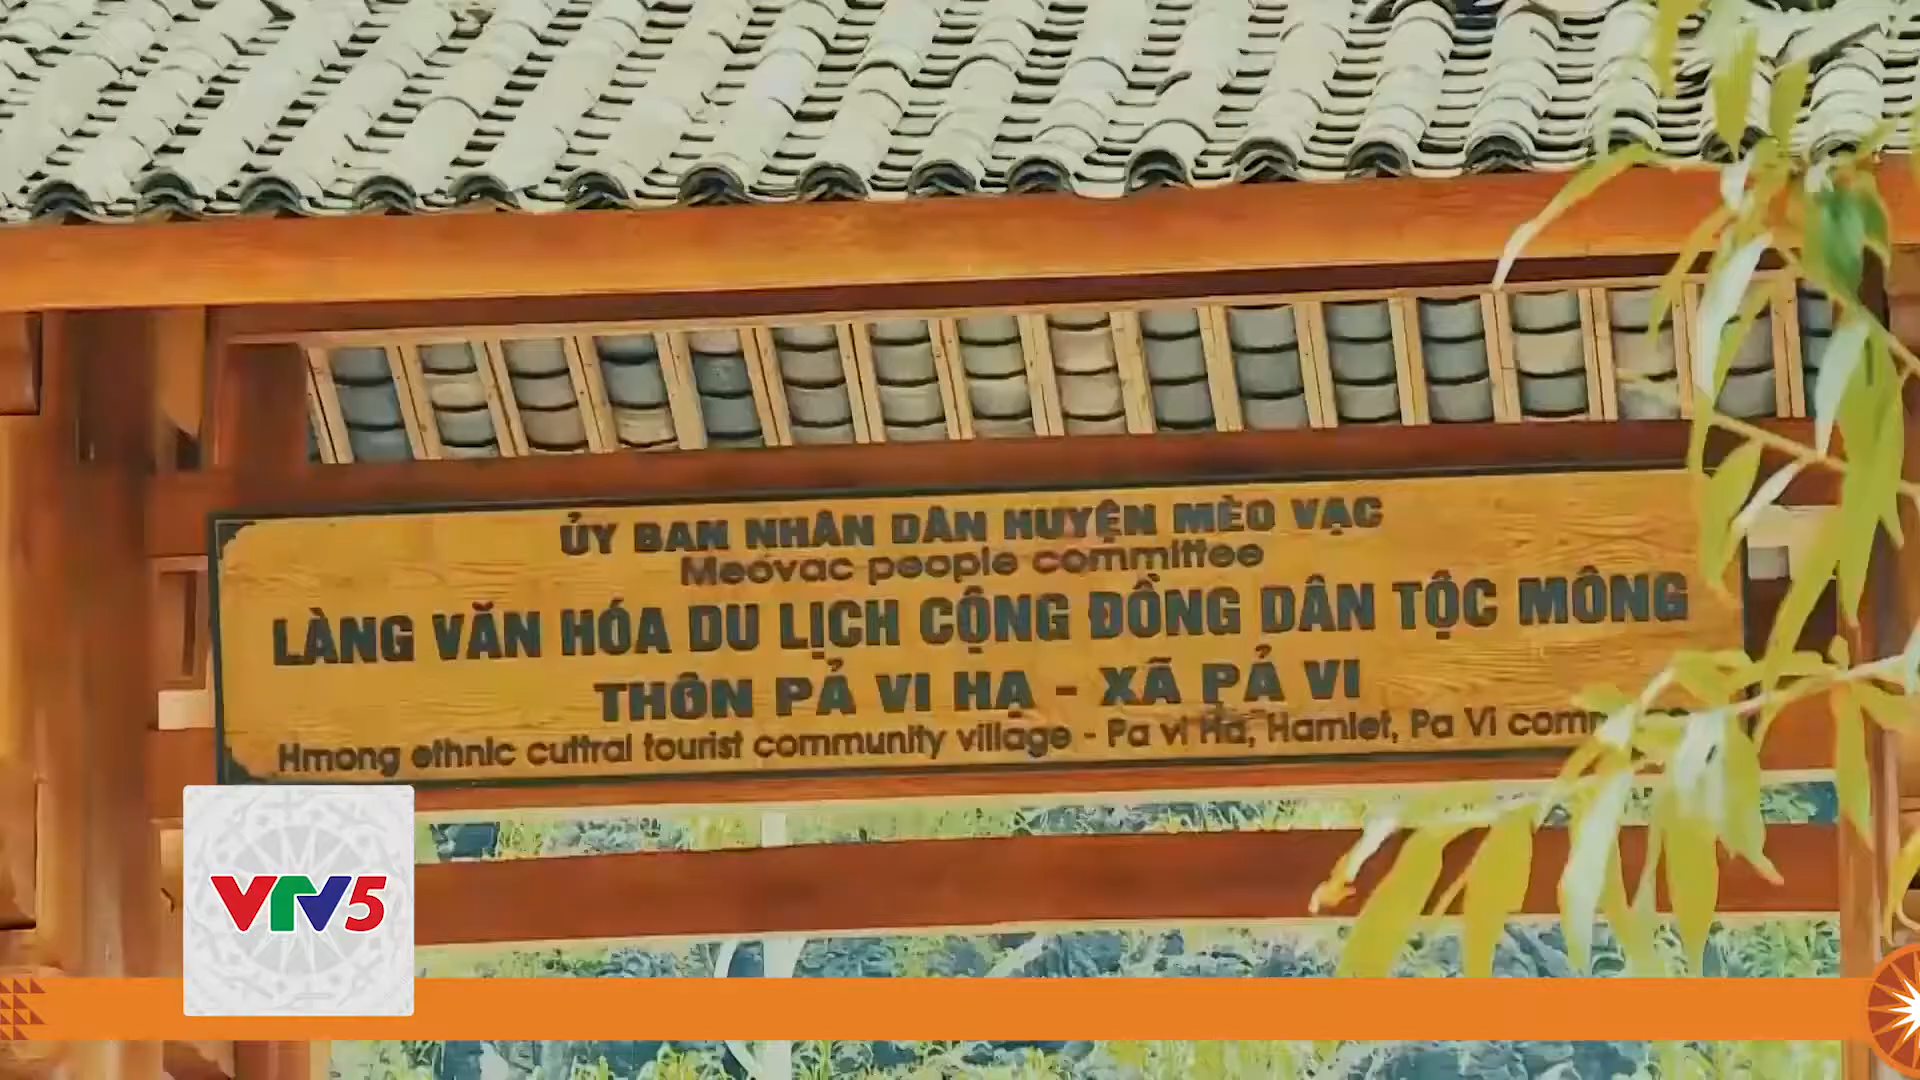 ỦY BAN NHÂN DÂN HUYỆN MÈO VẠC
Meovac people committee
LÀNG VĂN HÓA DU LỊCH CỘNG ĐỒNG DÂN TỘC MÔNG
THÔN PẢ VI HẠ - XÃ PẢ VI
Hmong ethnic cuttral tourist community village - Pa vi Ha, Hamlet, Pa Vi
VTV5